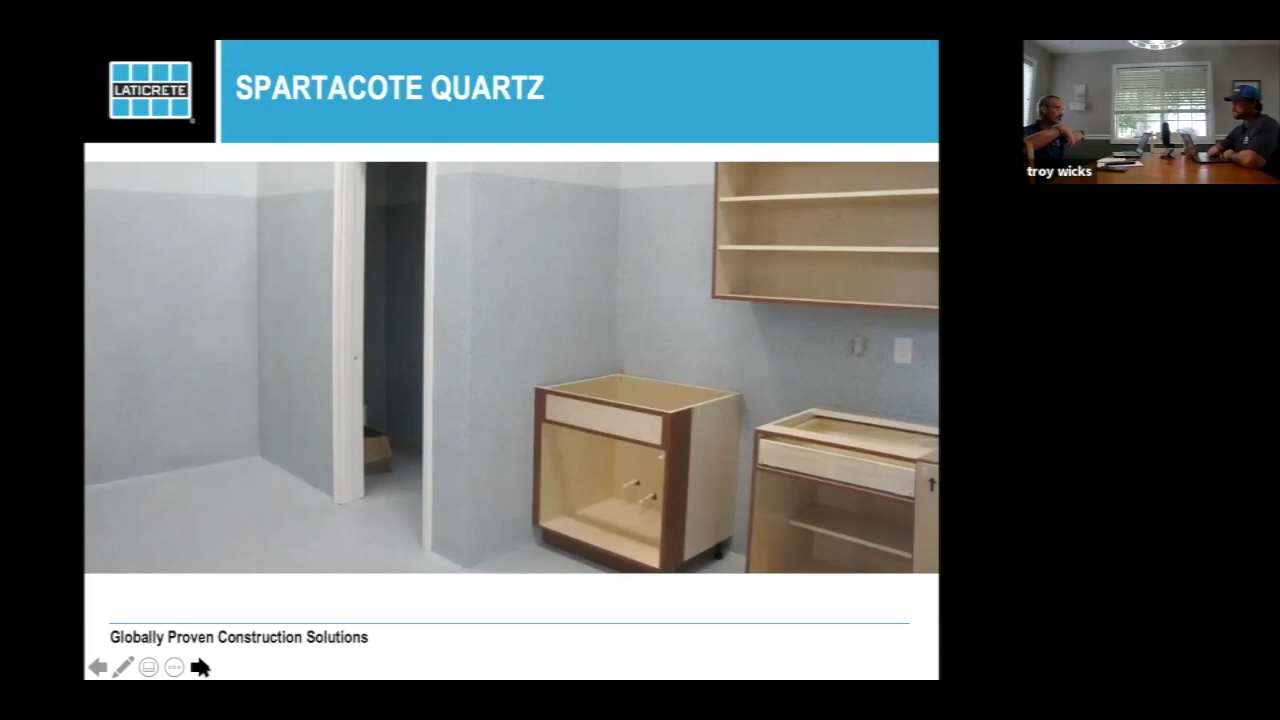 LATICRETE
SPARTACOTE QUARTZ
troy wicks
Globally Proven Construction Solutions